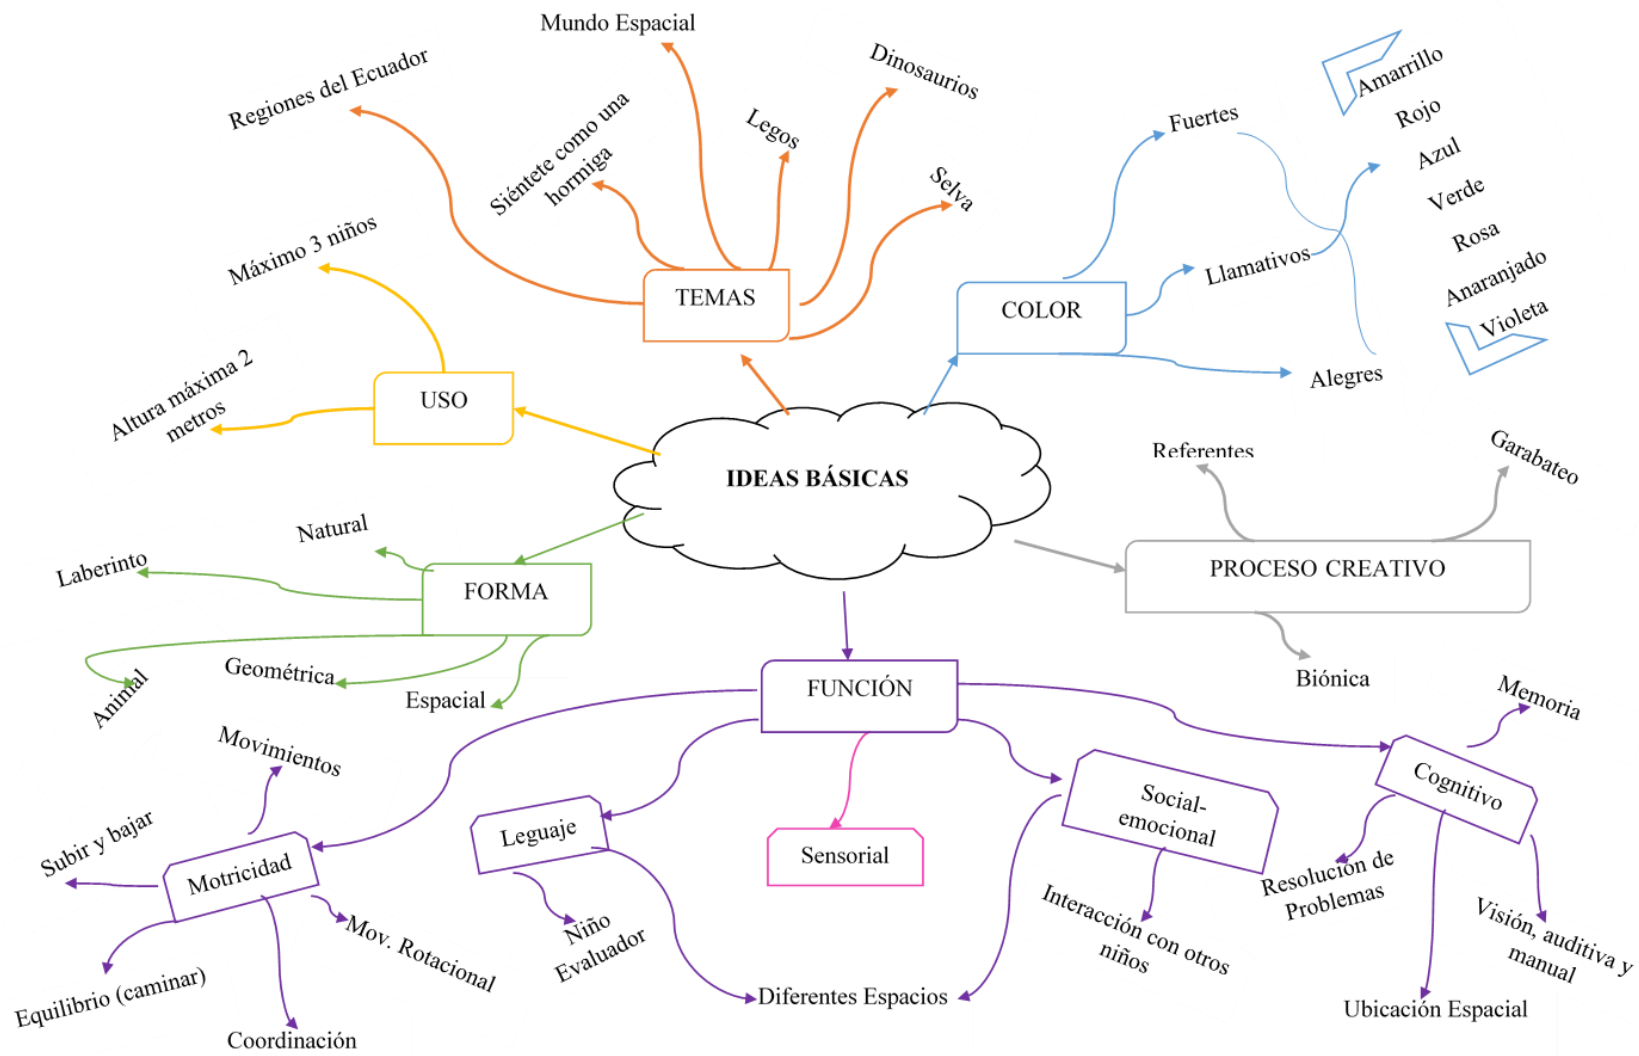 Mundo Espacial
Dinosaurios
Regiones del Ecuador
Siéntete como una
hormiga
Legos
Selva
TEMAS
Fuertes
Llamativos
Alegres
COLOR
Amarrillo
Rojo
Azul
Verde
Rosa
Anaranjado
Violeta
Máximo 3 niños
Altura máxima 2
metros
USO
IDEAS BÁSICAS
Referentes
Garabateo
PROCESO CREATIVO
Biónica
Natural
Laberinto
FORMA
Animal
Geométrica
Espacial
FUNCIÓN
Movimientos
Subir y bajar
Motricidad
Mov. Rotacional
Equilibrio (caminar)
Coordinación
Leguaje
Niño
Evaluador
Sensorial
Diferentes Espacios
Social-
emocional
Interacción con otros
niños
Memoria
Cognitivo
Resolución de
Problemas
Visión, auditiva y
manual
Ubicación Espacial